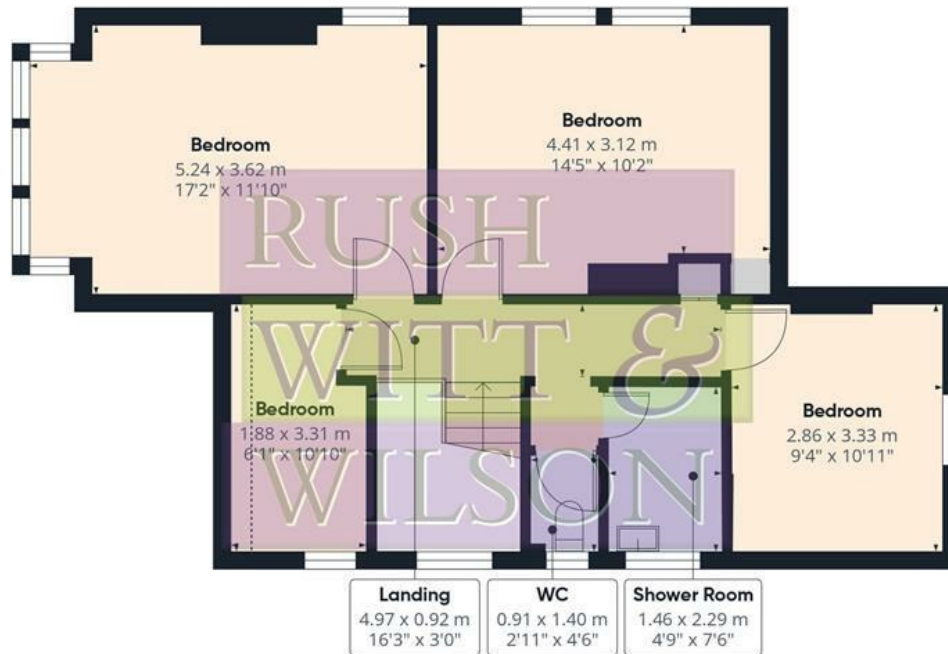 Bedroom
5.24 x 3.62 m
17'2" x 11'10"
Bedroom
4.41 x 3.12 m
14'5" x 10'2"
RUSH
WITT &
WILSON
Bedroom
1.88 x 3.31 m
6'1" x 10'10"
Bedroom
2.86 x 3.33 m
9'4" x 10'11"
Landing
4.97 x 0.92 m
16'3" x 3'0"
WC
0.91 x 1.40 m
2'11" x 4'6"
Shower Room
1.46 x 2.29 m
4'9" x 7'6"